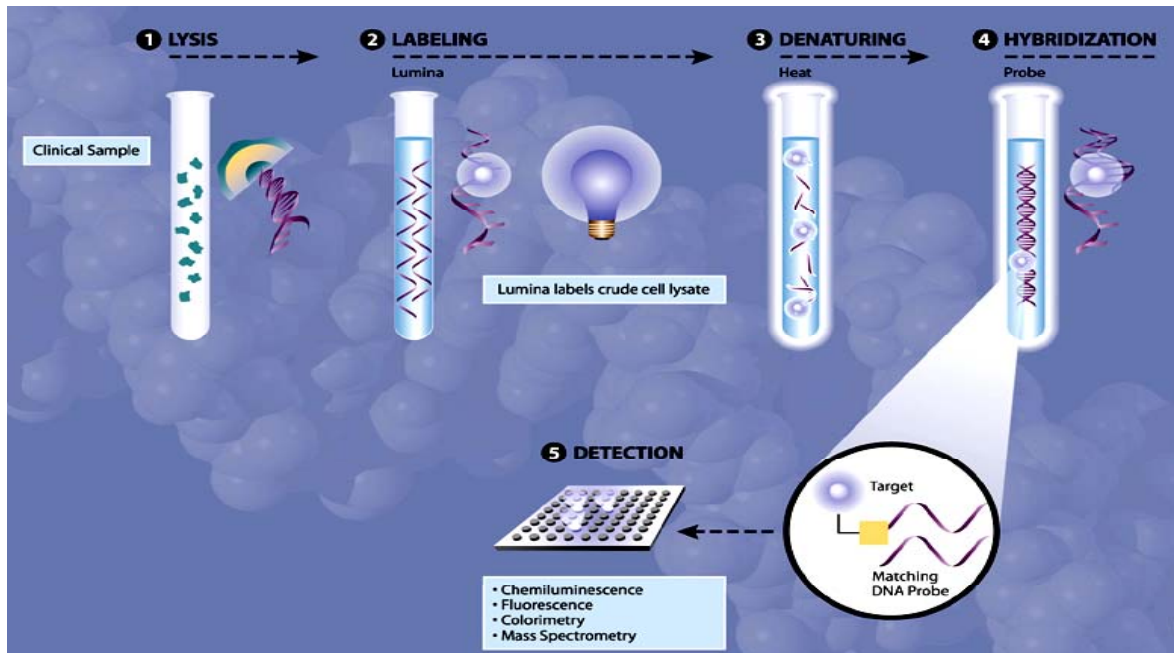 1 LYSIS
2 LABELING
Lumina
3 DENATURING
Heat
4 HYBRIDIZATION
Probe
Clinical Sample
Lumina labels crude cell lysate
5 DETECTION
Target
Matching
DNA Probe
• Chemiluminescence
• Fluorescence
• Colorimetry
• Mass Spectrometry